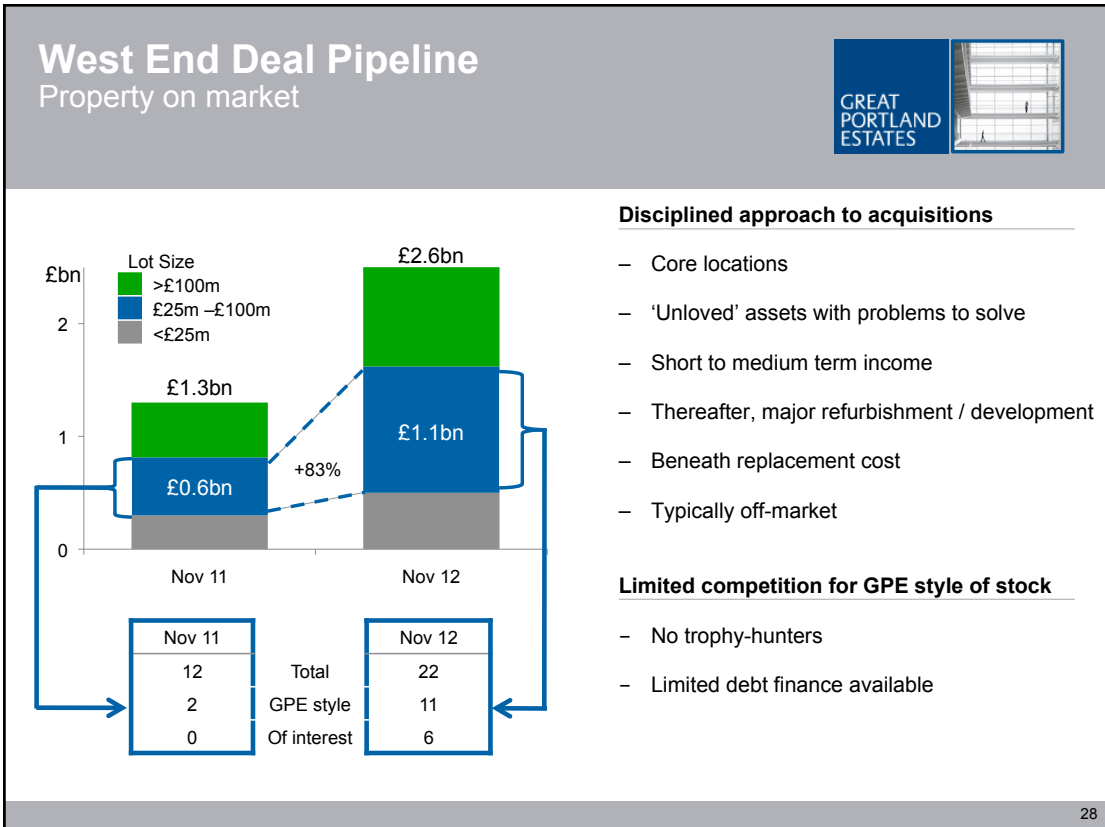 West End Deal Pipeline
Property on market
GREAT
PORTLAND
ESTATES
£bn
Lot Size
>£100m
£25m –£100m
<£25m
2
1
0
£1.3bn
£0.6bn
+83%
£2.6bn
£1.1bn
Nov 11
Nov 12
Nov 11 Nov 12
12 Total 22
2 GPE style 11
0 Of interest 6
Disciplined approach to acquisitions
– Core locations
– ‘Unloved’ assets with problems to solve
– Short to medium term income
– Thereafter, major refurbishment / development
– Beneath replacement cost
– Typically off-market
Limited competition for GPE style of stock
– No trophy-hunters
– Limited debt finance available
28